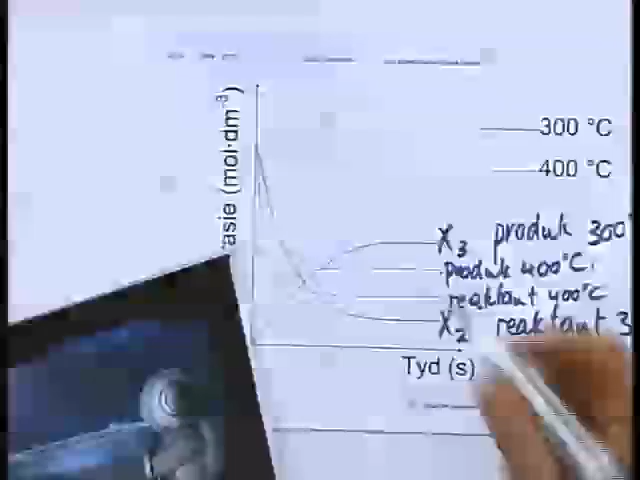 asie (mol·dm⁻³)
300 °C
400 °C
X₃ produk 300°
produk 400°C.
reaktant 400°C
X₂ reaktant 3
Tyd (s)